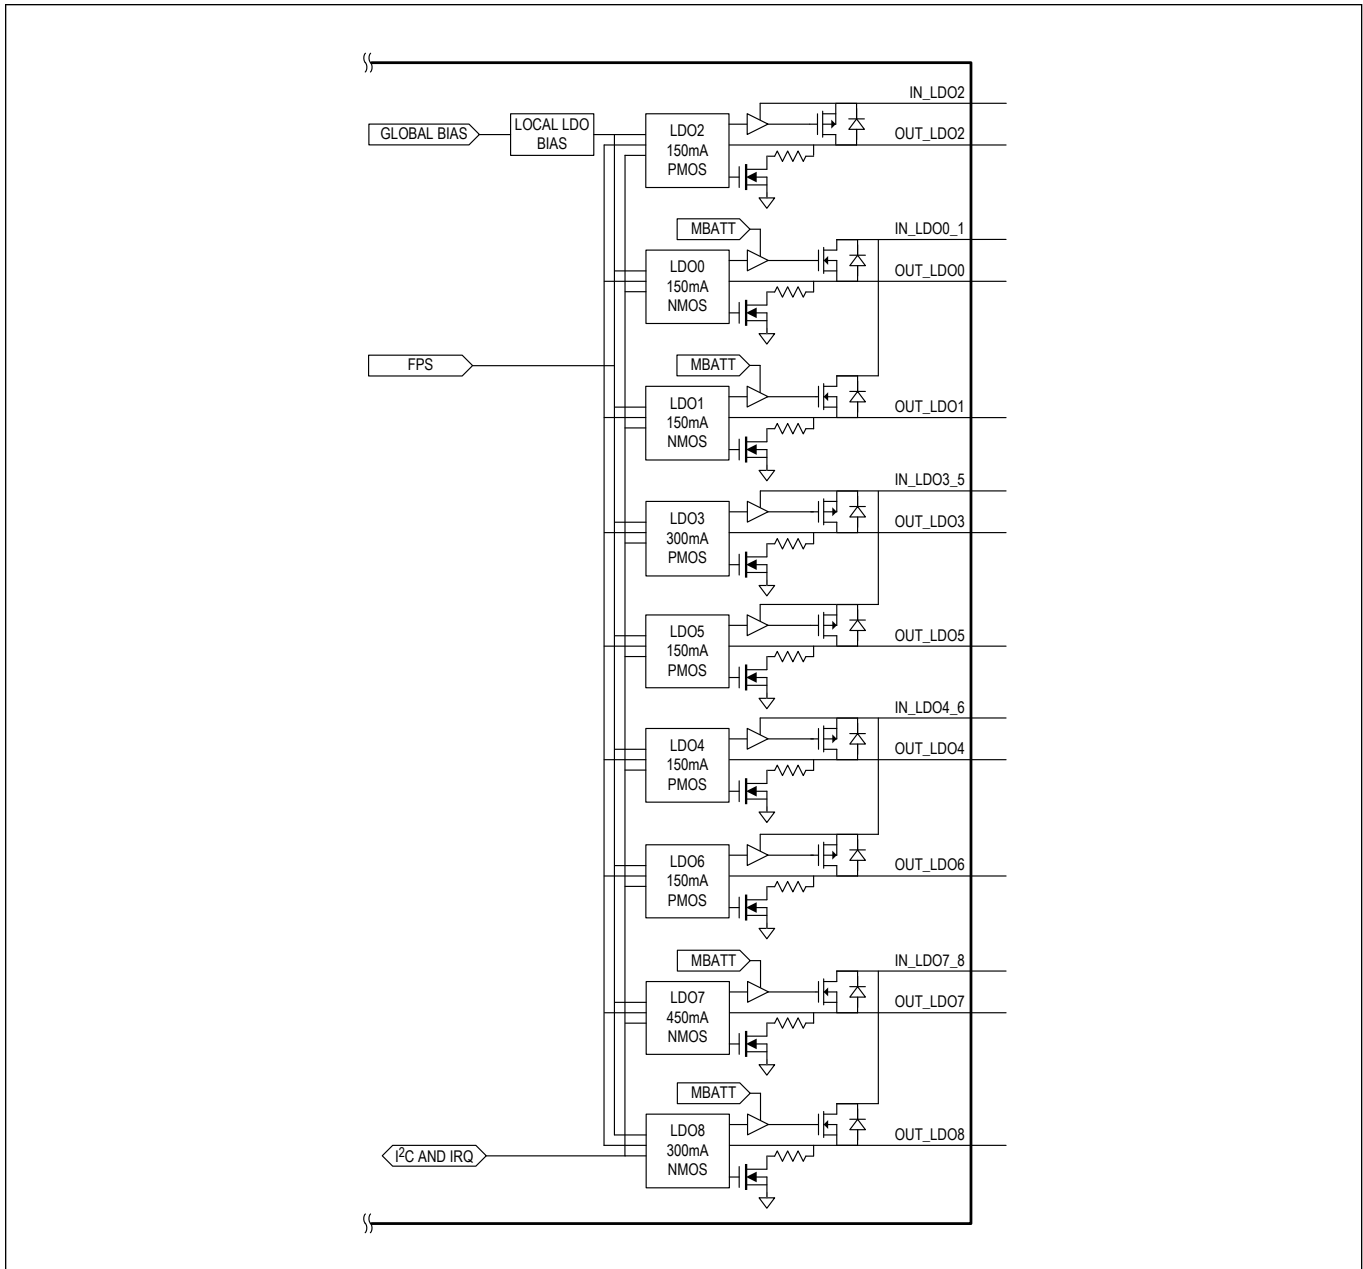 IN_LDO2
GLOBAL BIAS
LOCAL LDO
BIAS
LDO2
150mA
PMOS
OUT_LDO2
MBATT
IN_LDO0_1
LDO0
150mA
NMOS
OUT_LDO0
FPS
MBATT
LDO1
150mA
NMOS
OUT_LDO1
IN_LDO3_5
LDO3
300mA
PMOS
OUT_LDO3
LDO5
150mA
PMOS
OUT_LDO5
IN_LDO4_6
LDO4
150mA
PMOS
OUT_LDO4
LDO6
150mA
PMOS
OUT_LDO6
MBATT
IN_LDO7_8
LDO7
450mA
NMOS
OUT_LDO7
MBATT
LDO8
300mA
NMOS
OUT_LDO8
I²C AND IRQ